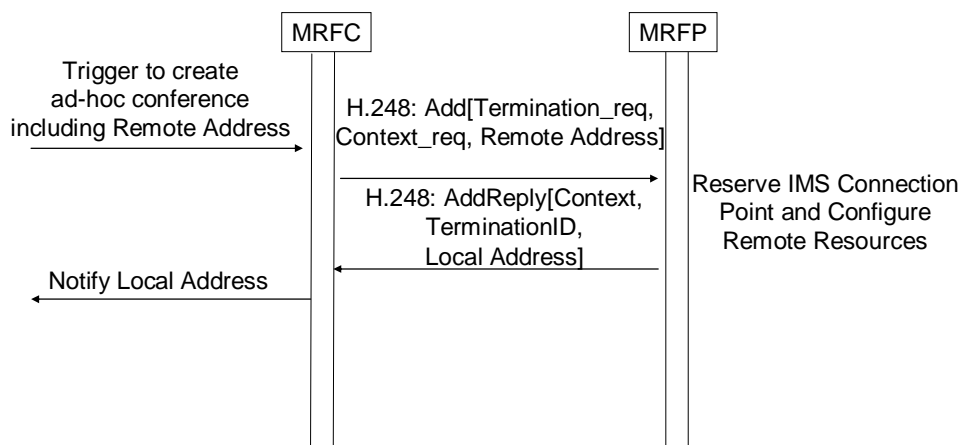 MRFC
MRFP
Trigger to create
ad-hoc conference
including Remote Address
H.248: Add[Termination_req,
Context_req, Remote Address]
H.248: AddReply[Context,
TerminationID,
Local Address]
Reserve IMS Connection
Point and Configure
Remote Resources
Notify Local Address